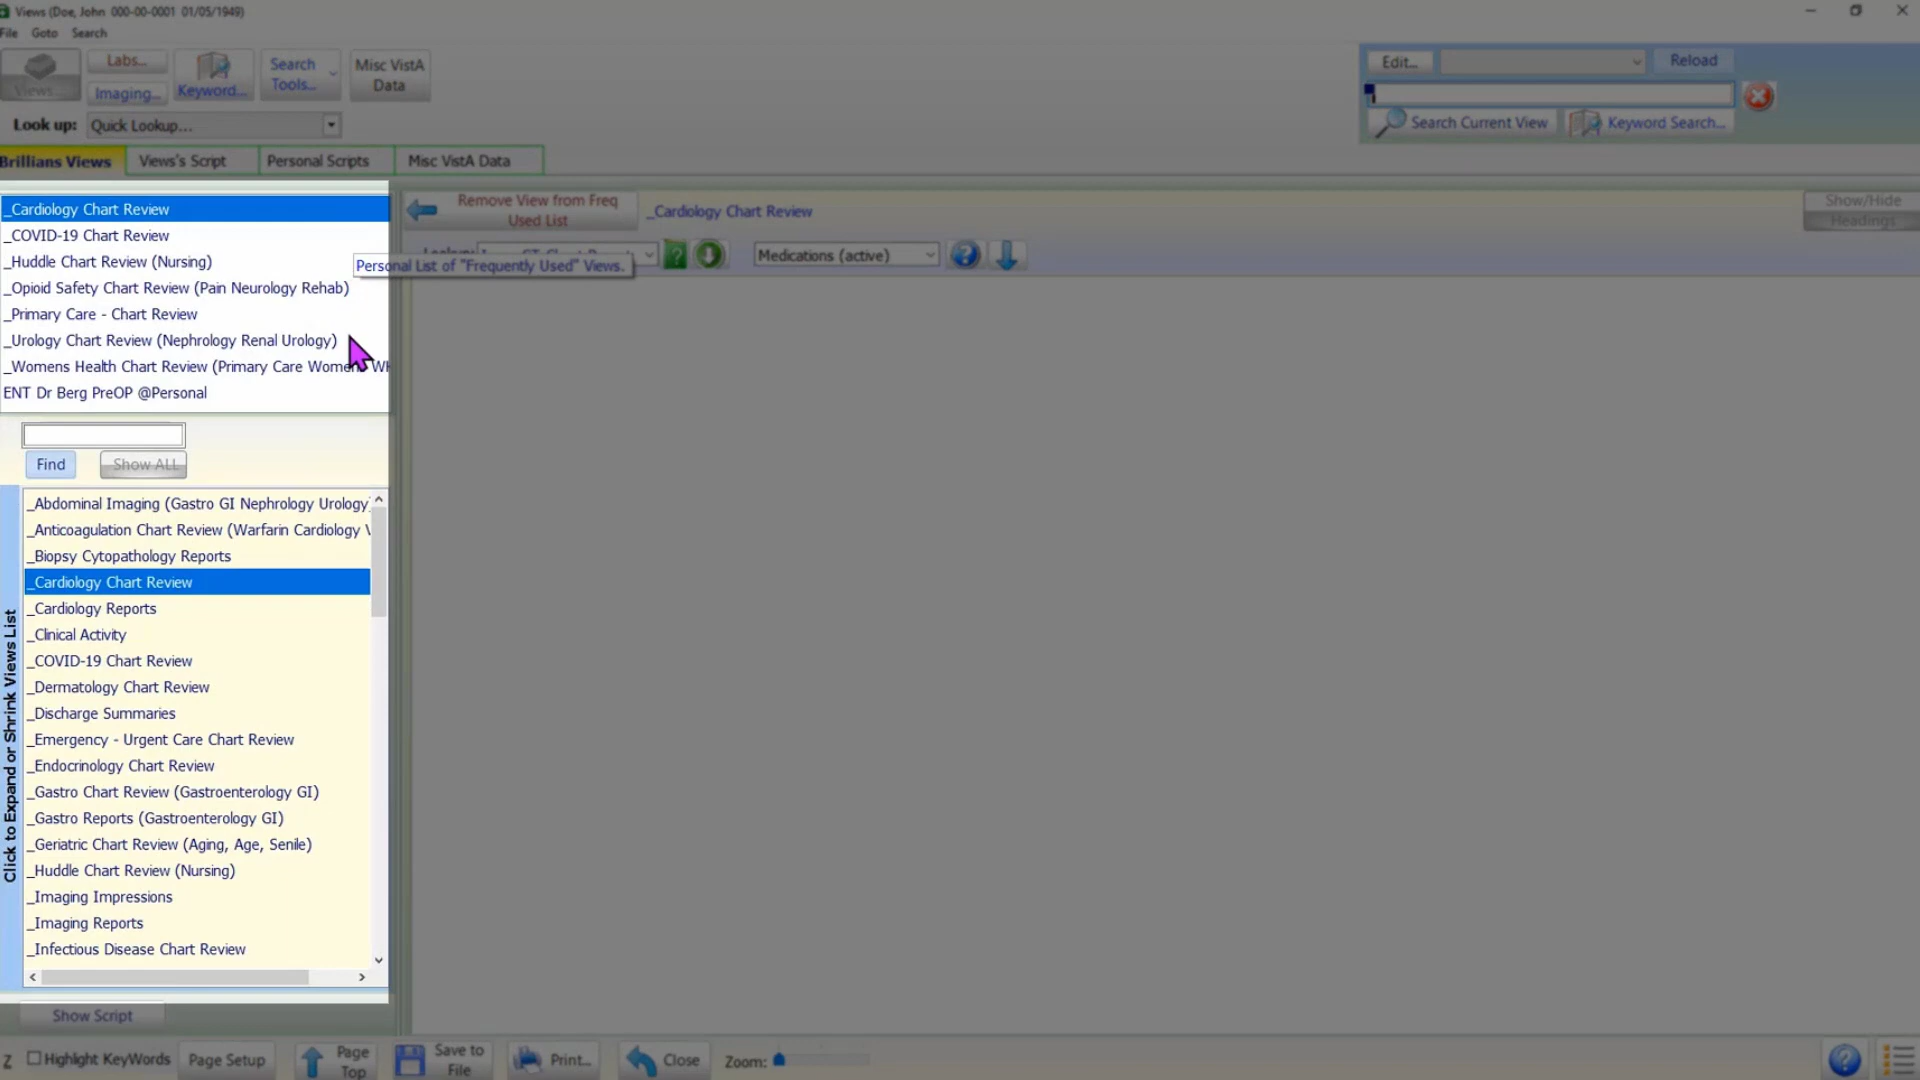 Views (Doe, John 000-00-0001 01/05/1949)
File Goto Search
Views...
Labs...
Imaging...
Keyword...
Search
Tools...
Misc VistA
Data
Edit...
Reload
Look up: Quick Lookup...
Search Current View
Keyword Search...
Brillians Views
Views's Script
Personal Scripts
Misc VistA Data
_Cardiology Chart Review
_COVID-19 Chart Review
_Huddle Chart Review (Nursing)
_Opioid Safety Chart Review (Pain Neurology Rehab)
_Primary Care - Chart Review
_Urology Chart Review (Nephrology Renal Urology)
_Womens Health Chart Review (Primary Care Womens WH
ENT Dr Berg PreOP @Personal
Remove View from Freq
Used List
_Cardiology Chart Review
Show/Hide
Headings
Medications (active)
Personal List of "Frequently Used" Views.
Find
Show ALL
Click to Expand or Shrink Views List
_Abdominal Imaging (Gastro GI Nephrology Urology)
_Anticoagulation Chart Review (Warfarin Cardiology V
_Biopsy Cytopathology Reports
_Cardiology Chart Review
_Cardiology Reports
_Clinical Activity
_COVID-19 Chart Review
_Dermatology Chart Review
_Discharge Summaries
_Emergency - Urgent Care Chart Review
_Endocrinology Chart Review
_Gastro Chart Review (Gastroenterology GI)
_Gastro Reports (Gastroenterology GI)
_Geriatric Chart Review (Aging, Age, Senile)
_Huddle Chart Review (Nursing)
_Imaging Impressions
_Imaging Reports
_Infectious Disease Chart Review
Show Script
Z
Highlight KeyWords
Page Setup
Page
Top
Save to
File
Print...
Close
Zoom: